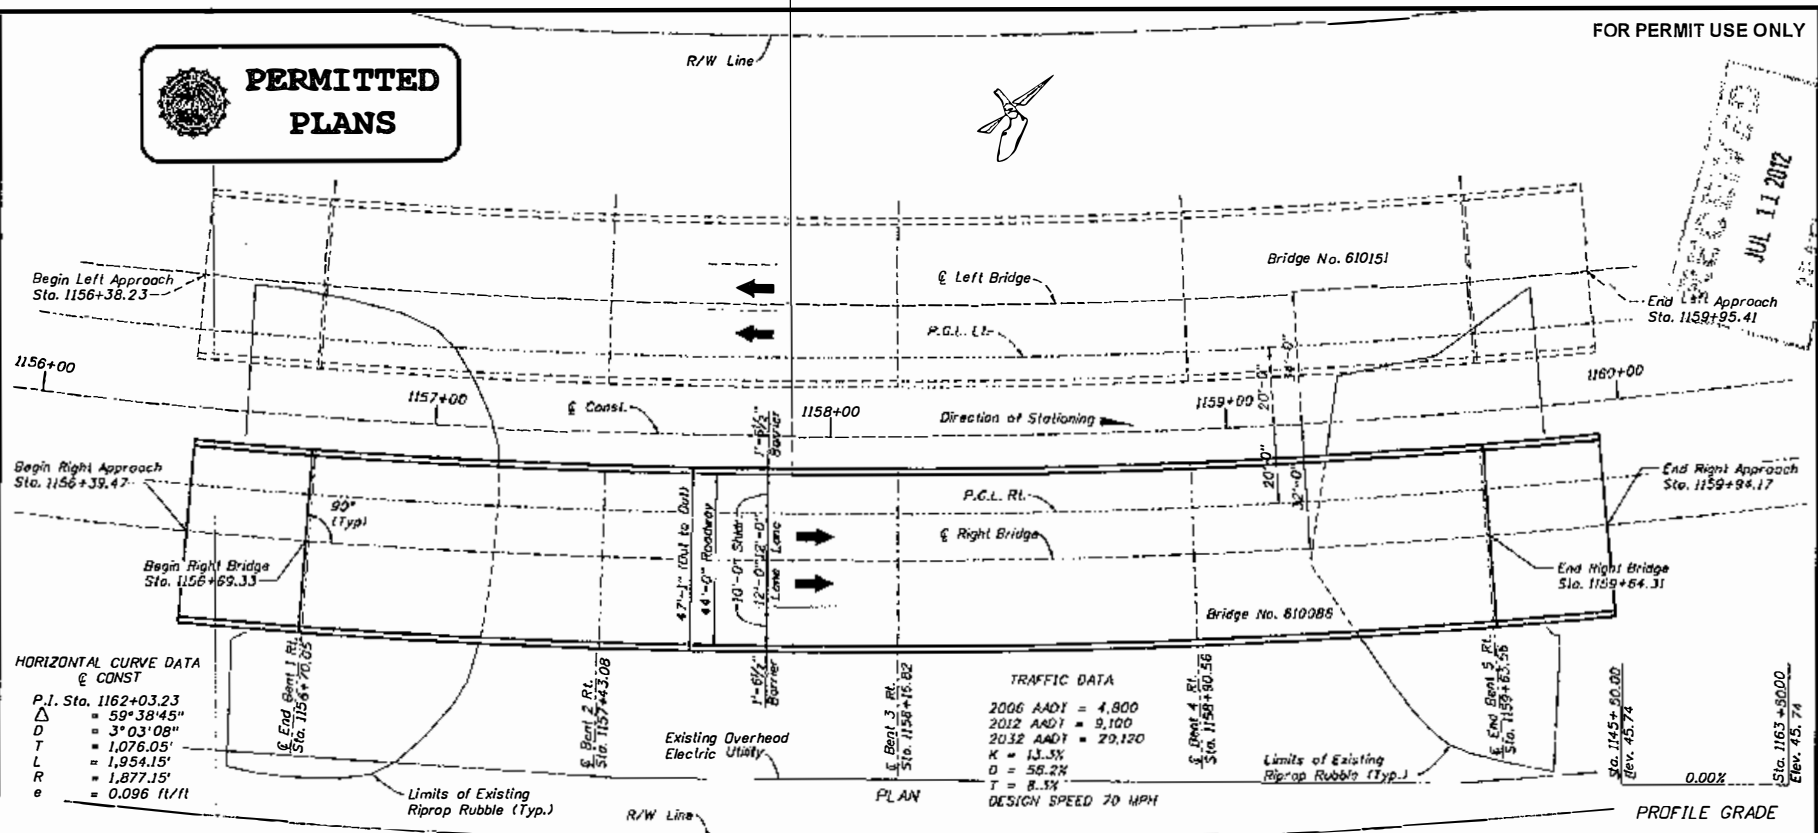 FOR PERMIT USE ONLY
PERMITTED
PLANS
R/W Line
RECEIVED
JUL 11 2012
Begin Left Approach
Sta. 1156+38.23
₵ Left Bridge
Bridge No. 610151
P.G.L. Lt.
End Left Approach
Sta. 1159+95.41
1156+00
1157+00
₵ Const.
1158+00
Direction of Stationing
1159+00
1160+00
20'-0"
34'-0"
20'-0"
32'-0"
1'-6½"
Barrier
Begin Right Approach
Sta. 1156+39.47
90°
(Typ)
P.G.L. Rt.
₵ Right Bridge
End Right Approach
Sta. 1159+94.17
Begin Right Bridge
Sta. 1156+69.33
47'-1" (Out to Out)
44'-0" Roadway
10'-0" Shldr
12'-0"
Lane
12'-0"
Lane
End Right Bridge
Sta. 1159+64.31
Bridge No. 610088
1'-6½"
Barrier
₵ End Bent 1 Rt.
Sta. 1156+70.05
₵ Bent 2 Rt.
Sta. 1157+43.08
₵ Bent 3 Rt.
Sta. 1158+16.82
₵ Bent 4 Rt.
Sta. 1158+90.56
₵ End Bent 5 Rt.
Sta. 1159+63.56
HORIZONTAL CURVE DATA
₵ CONST
P.I. Sta. 1162+03.23
Δ = 59°38'45"
D = 3°03'08"
T = 1,076.05'
L = 1,954.15'
R = 1,877.15'
e = 0.096 ft/ft
Existing Overhead
Electric Utility
Limits of Existing
Riprop Rubble (Typ.)
R/W Line
PLAN
TRAFFIC DATA
2006 AADT = 4,800
2012 AADT = 9,100
2032 AADT = 20,120
K = 13.5%
D = 56.2%
T = 8.5%
DESIGN SPEED 70 MPH
Limits of Existing
Riprop Rubble (Typ.)
Sta. 1145+50.00
Elev. 45.74
0.00%
Sta. 1163+50.00
Elev. 45.74
PROFILE GRADE